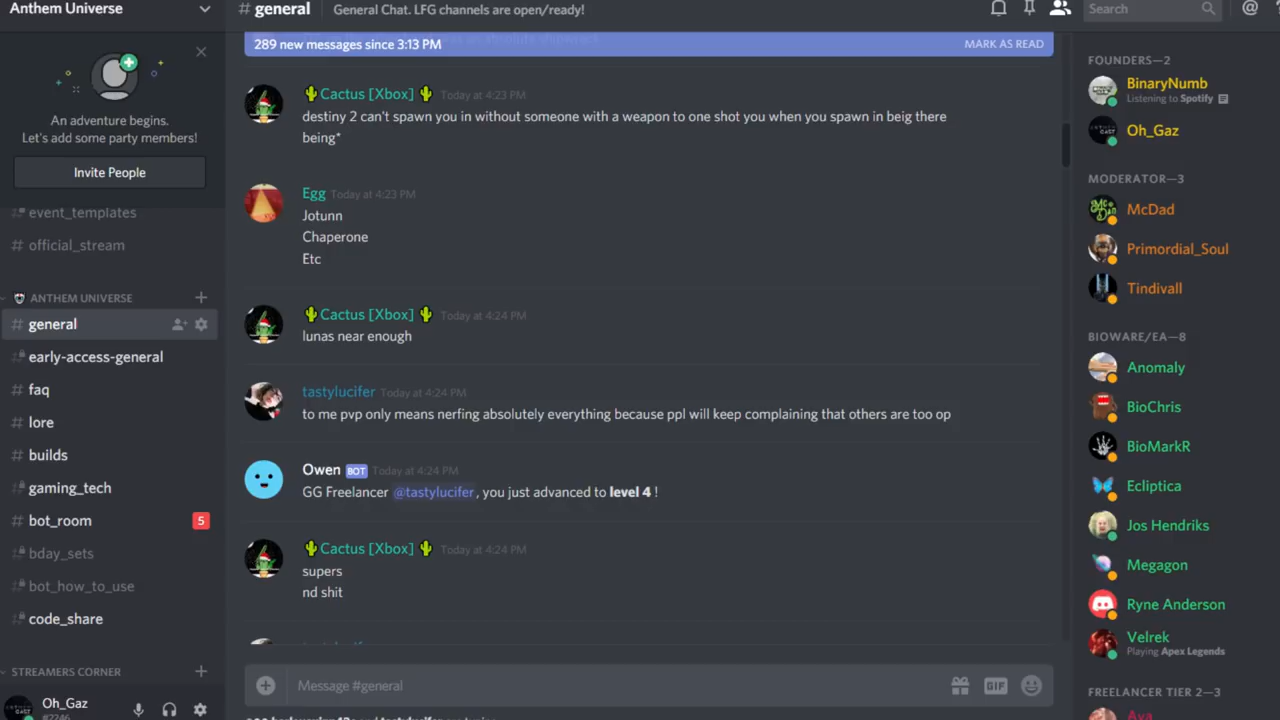 Anthem Universe
An adventure begins.
Let's add some party members!
Invite People
event_templates
# official_stream
ANTHEM UNIVERSE
# general
early-access-general
# faq
# lore
# builds
# gaming_tech
# bot_room
5
bday_sets
bot_how_to_use
# code_share
STREAMERS CORNER
Oh_Gaz
#2246
# general
General Chat. LFG channels are open/ready!
Search
289 new messages since 3:13 PM
MARK AS READ
Cactus [Xbox] Today at 4:23 PM
destiny 2 can't spawn you in without someone with a weapon to one shot you when you spawn in beig there
being*
Egg Today at 4:23 PM
Jotunn
Chaperone
Etc
Cactus [Xbox] Today at 4:24 PM
lunas near enough
tastylucifer Today at 4:24 PM
to me pvp only means nerfing absolutely everything because ppl will keep complaining that others are too op
Owen BOT Today at 4:24 PM
GG Freelancer @tastylucifer, you just advanced to level 4 !
Cactus [Xbox] Today at 4:24 PM
supers
nd shit
Message #general
GIF
FOUNDERS—2
BinaryNumb
Listening to Spotify
Oh_Gaz
MODERATOR—3
McDad
Primordial_Soul
Tindivall
BIOWARE/EA—8
Anomaly
BioChris
BioMarkR
Ecliptica
Jos Hendriks
Megagon
Ryne Anderson
Velrek
Playing Apex Legends
FREELANCER TIER 2—3